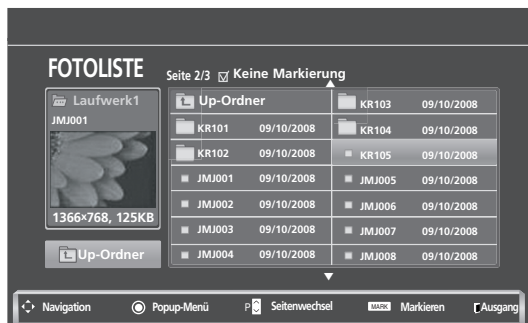 FOTOLISTE
Seite 2/3 Keine Markierung
Laufwerk1
JMJ001
1366×768, 125KB
Up-Ordner
Up-Ordner
KR101 09/10/2008
KR102 09/10/2008
JMJ001 09/10/2008
JMJ002 09/10/2008
JMJ003 09/10/2008
JMJ004 09/10/2008
KR103 09/10/2008
KR104 09/10/2008
KR105 09/10/2008
JMJ005 09/10/2008
JMJ006 09/10/2008
JMJ007 09/10/2008
JMJ008 09/10/2008
Navigation Popup-Menü P Seitenwechsel MARK Markieren Ausgang